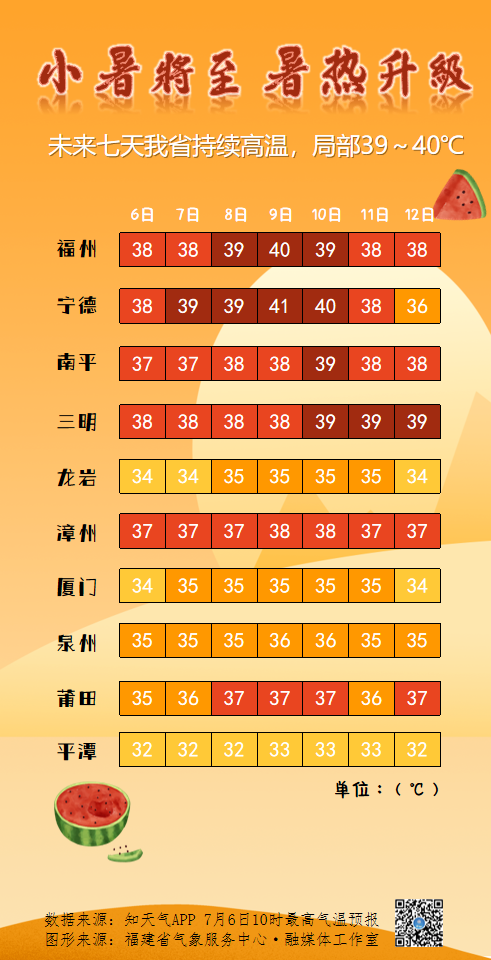 小暑将至 暑热升级
未来七天我省持续高温，局部39～40℃
6日 7日 8日 9日 10日 11日 12日
福州 38 38 39 40 39 38 38
宁德 38 39 39 41 40 38 36
南平 37 37 38 38 39 38 38
三明 38 38 38 38 39 39 39
龙岩 34 34 35 35 35 35 34
漳州 37 37 37 38 38 37 37
厦门 34 35 35 35 35 35 34
泉州 35 35 35 36 36 35 35
莆田 35 36 37 37 37 36 37
平潭 32 32 32 33 33 33 32
单位：（℃）
数据来源：知天气APP 7月6日10时最高气温预报
图形来源：福建省气象服务中心·融媒体工作室